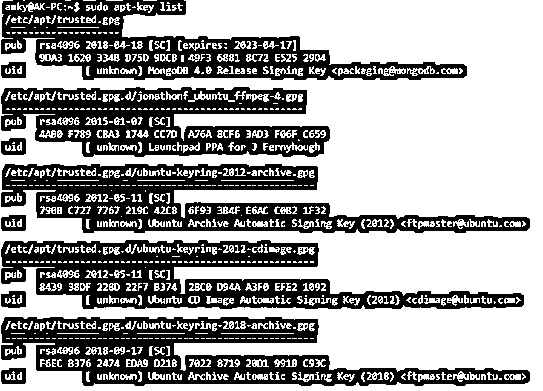 amky@AK-PC:~$ sudo apt-key list
/etc/apt/trusted.gpg
--------------------
pub   rsa4096 2018-04-18 [SC] [expires: 2023-04-17]
      9DA3 1620 334B D75D 9DCB  49F3 6881 8C72 E525 29D4
uid           [ unknown] MongoDB 4.0 Release Signing Key <packaging@mongodb.com>

/etc/apt/trusted.gpg.d/jonathonf_ubuntu_ffmpeg-4.gpg
----------------------------------------------------
pub   rsa4096 2015-01-07 [SC]
      4AB0 F789 CBA3 1744 CC7D  A76A 8CF6 3AD3 F06F C659
uid           [ unknown] Launchpad PPA for J Fernyhough

/etc/apt/trusted.gpg.d/ubuntu-keyring-2012-archive.gpg
------------------------------------------------------
pub   rsa4096 2012-05-11 [SC]
      790B C727 7767 219C 42C8  6F93 3B4F E6AC C0B2 1F32
uid           [ unknown] Ubuntu Archive Automatic Signing Key (2012) <ftpmaster@ubuntu.com>

/etc/apt/trusted.gpg.d/ubuntu-keyring-2012-cdimage.gpg
------------------------------------------------------
pub   rsa4096 2012-05-11 [SC]
      8439 38DF 228D 22F7 B374  2BC0 D94A A3F0 EFE2 1092
uid           [ unknown] Ubuntu CD Image Automatic Signing Key (2012) <cdimage@ubuntu.com>

/etc/apt/trusted.gpg.d/ubuntu-keyring-2018-archive.gpg
------------------------------------------------------
pub   rsa4096 2018-09-17 [SC]
      F6EC B376 2474 EDA9 D21B  7022 8719 20D1 991B C93C
uid           [ unknown] Ubuntu Archive Automatic Signing Key (2018) <ftpmaster@ubuntu.com>